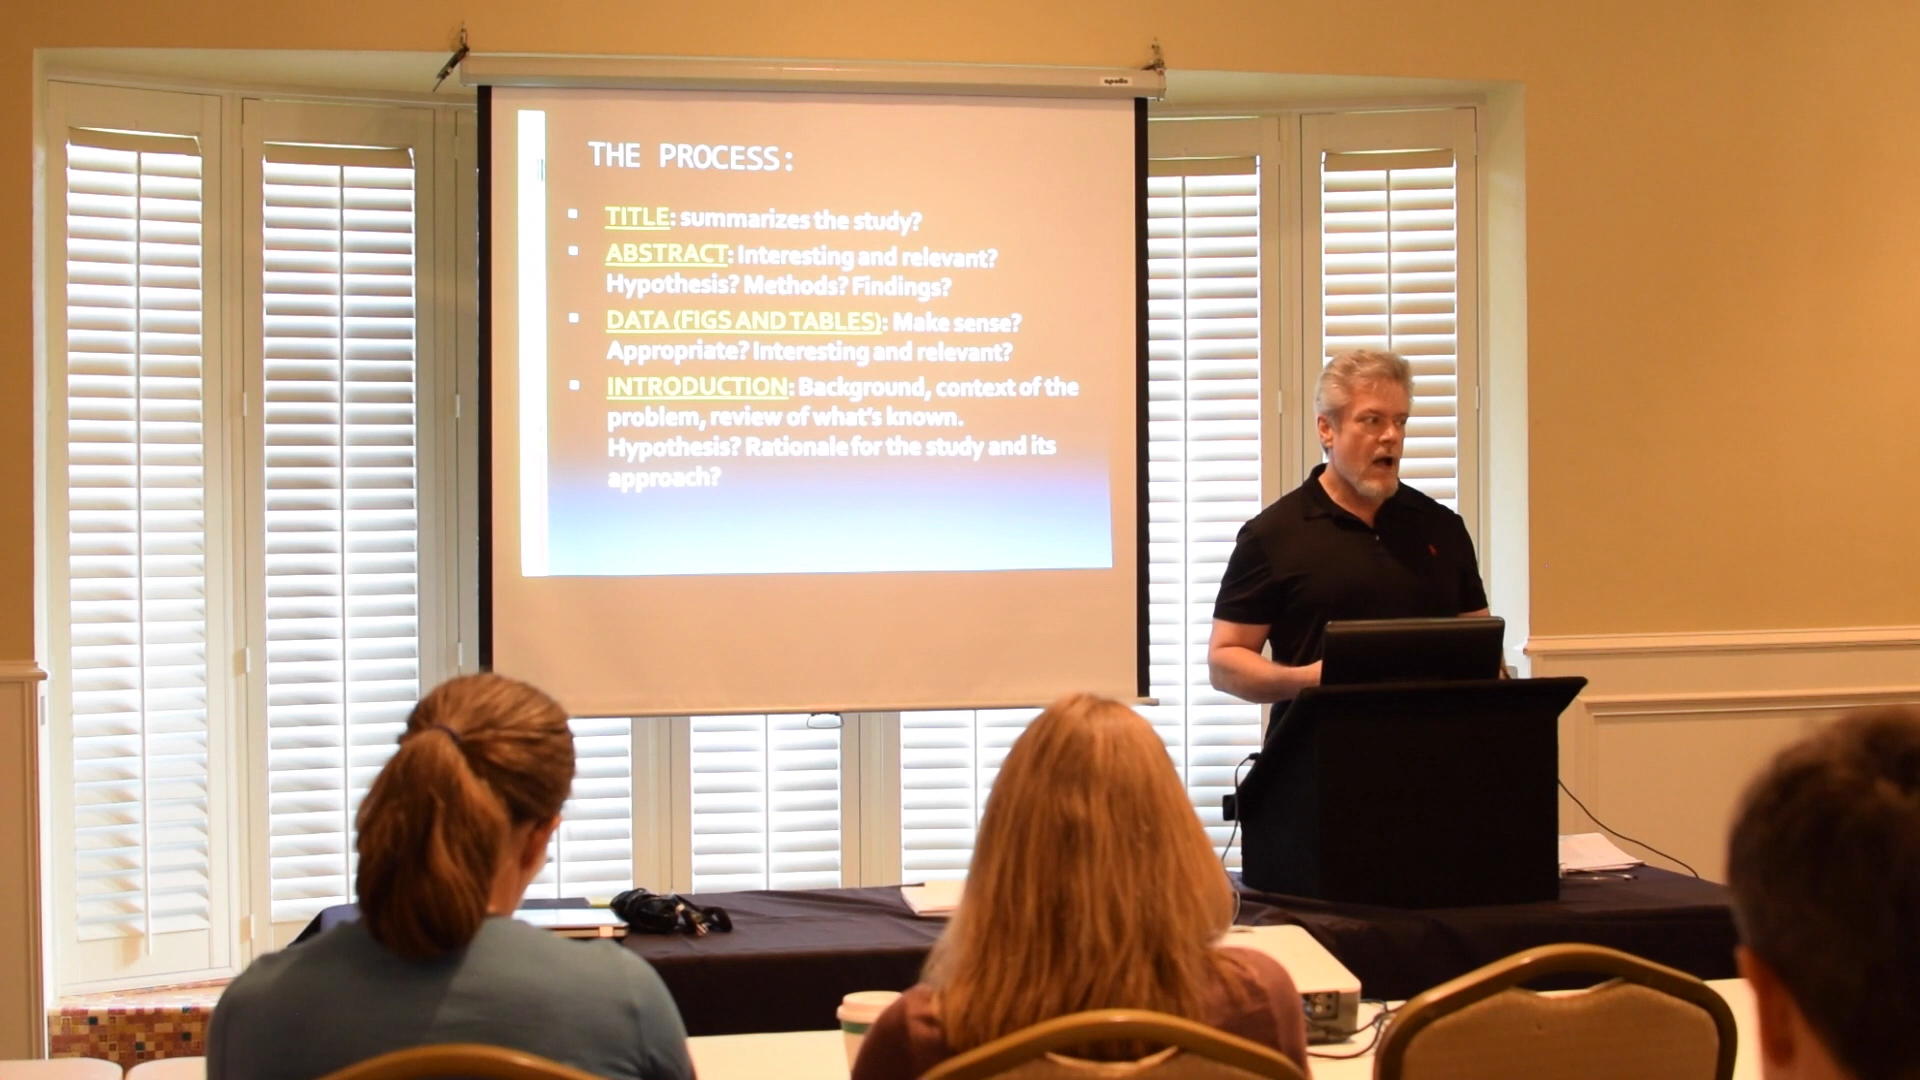 apollo
THE PROCESS:
▪ TITLE: summarizes the study?
▪ ABSTRACT: Interesting and relevant?
Hypothesis? Methods? Findings?
▪ DATA (FIGS AND TABLES): Make sense?
Appropriate? Interesting and relevant?
▪ INTRODUCTION: Background, context of the
problem, review of what's known.
Hypothesis? Rationale for the study and its
approach?